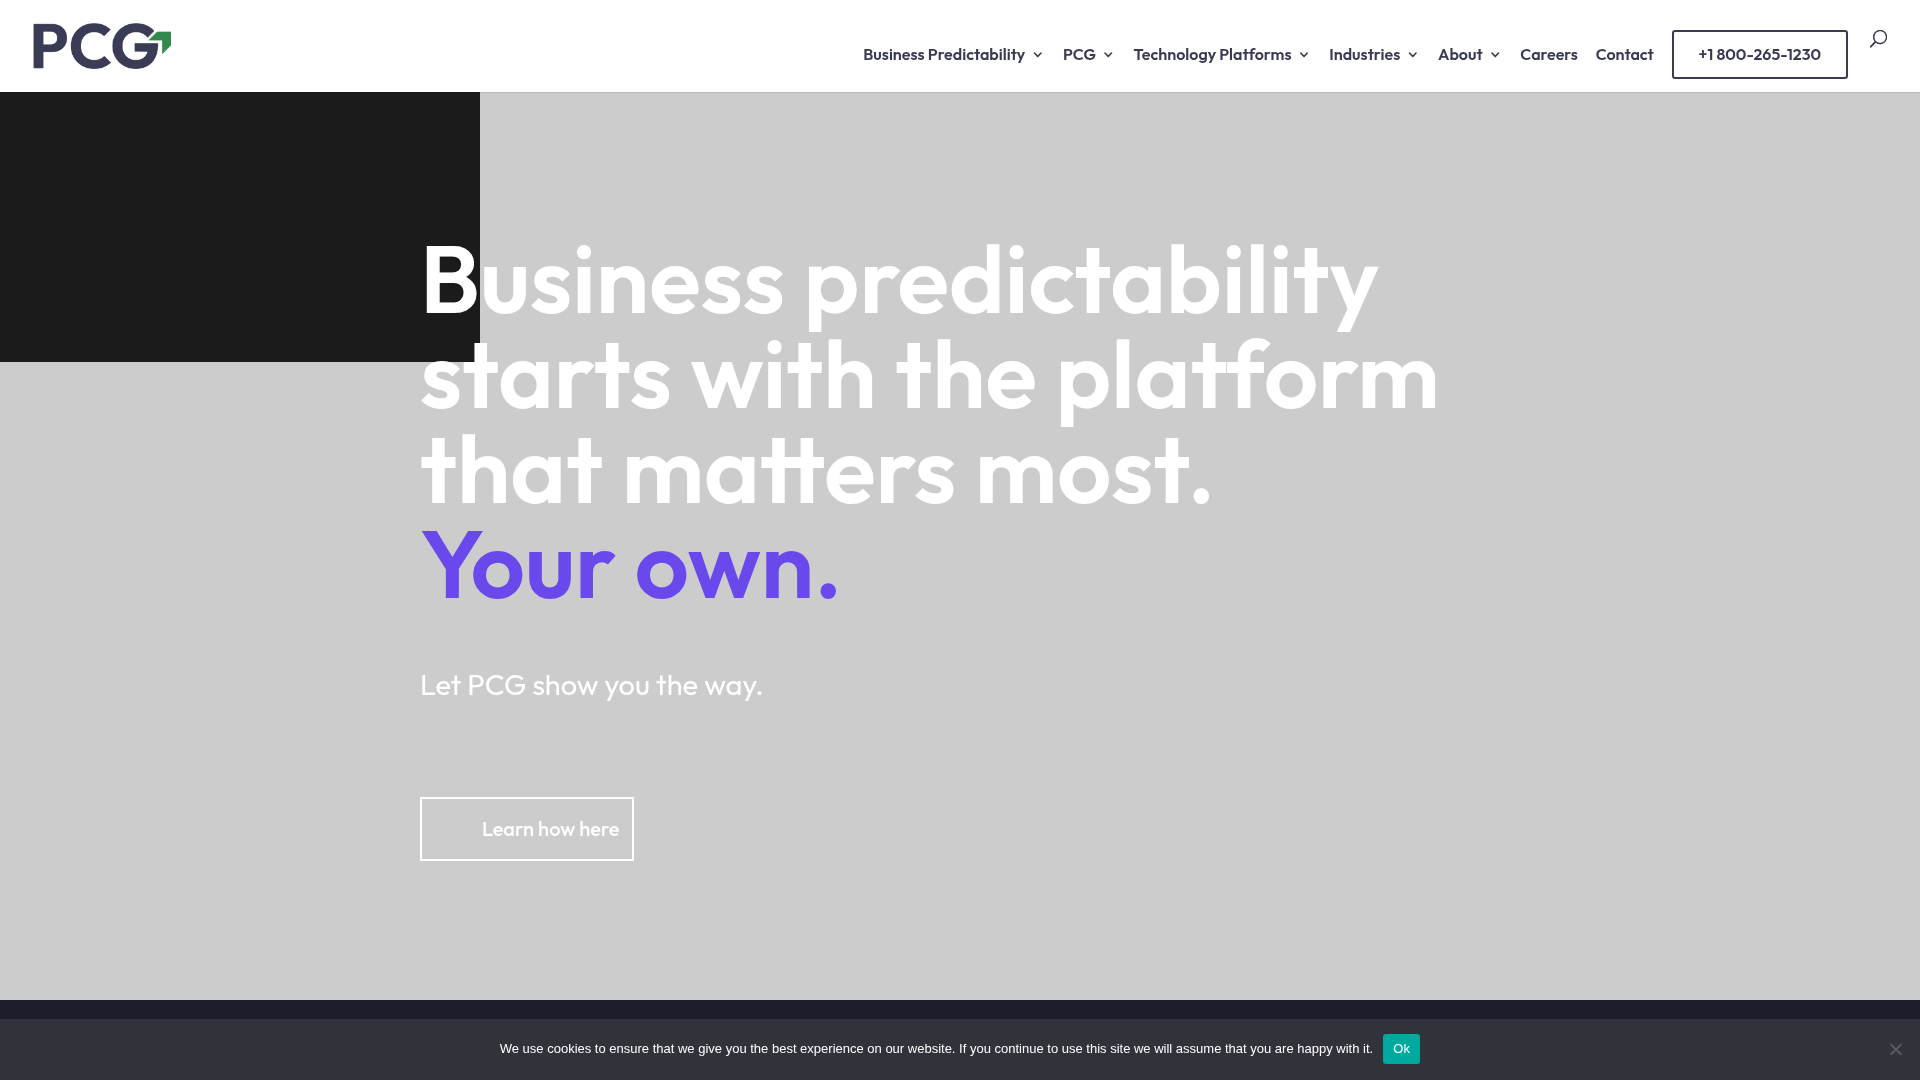 PCG
Business Predictability
PCG
Technology Platforms
Industries
About
Careers
Contact
+1 800-265-1230
Business predictability
starts with the platform
that matters most.
Your own.
Let PCG show you the way.
Learn how here
We use cookies to ensure that we give you the best experience on our website. If you continue to use this site we will assume that you are happy with it.
Ok